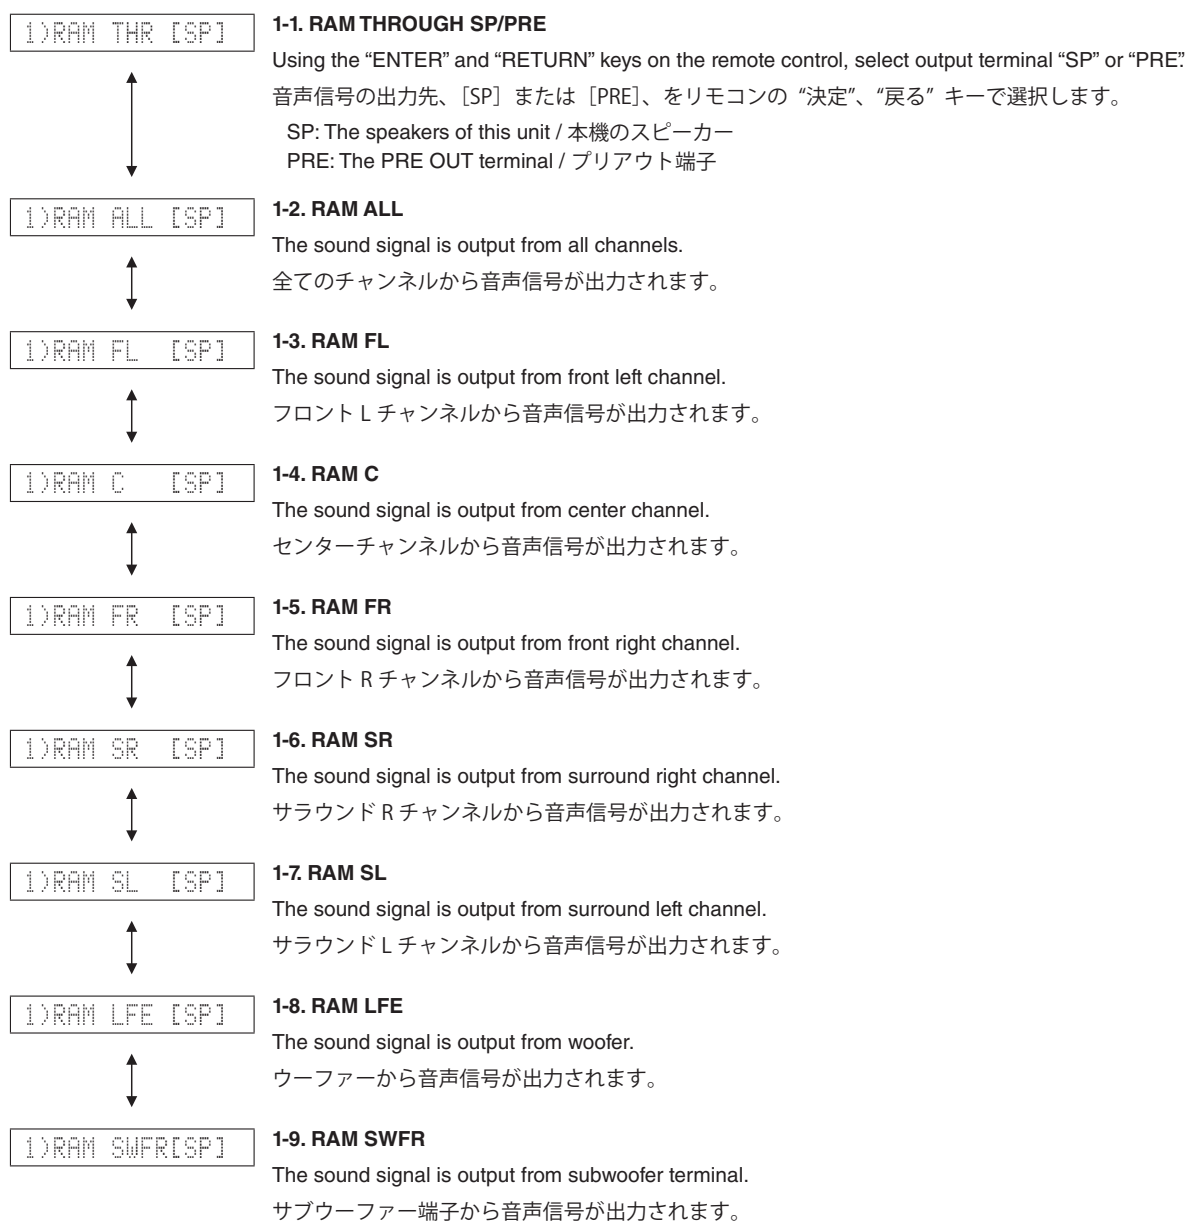 1)RAM THR [SP]
1-1. RAM THROUGH SP/PRE
Using the “ENTER” and “RETURN” keys on the remote control, select output terminal “SP” or “PRE”.
音声信号の出力先、［SP］または［PRE］、をリモコンの“決定”、“戻る”キーで選択します。
SP: The speakers of this unit / 本機のスピーカー
PRE: The PRE OUT terminal / プリアウト端子
1)RAM ALL [SP]
1-2. RAM ALL
The sound signal is output from all channels.
全てのチャンネルから音声信号が出力されます。
1)RAM FL [SP]
1-3. RAM FL
The sound signal is output from front left channel.
フロント L チャンネルから音声信号が出力されます。
1)RAM C [SP]
1-4. RAM C
The sound signal is output from center channel.
センターチャンネルから音声信号が出力されます。
1)RAM FR [SP]
1-5. RAM FR
The sound signal is output from front right channel.
フロント R チャンネルから音声信号が出力されます。
1)RAM SR [SP]
1-6. RAM SR
The sound signal is output from surround right channel.
サラウンド R チャンネルから音声信号が出力されます。
1)RAM SL [SP]
1-7. RAM SL
The sound signal is output from surround left channel.
サラウンド L チャンネルから音声信号が出力されます。
1)RAM LFE [SP]
1-8. RAM LFE
The sound signal is output from woofer.
ウーファーから音声信号が出力されます。
1)RAM SWFR[SP]
1-9. RAM SWFR
The sound signal is output from subwoofer terminal.
サブウーファー端子から音声信号が出力されます。